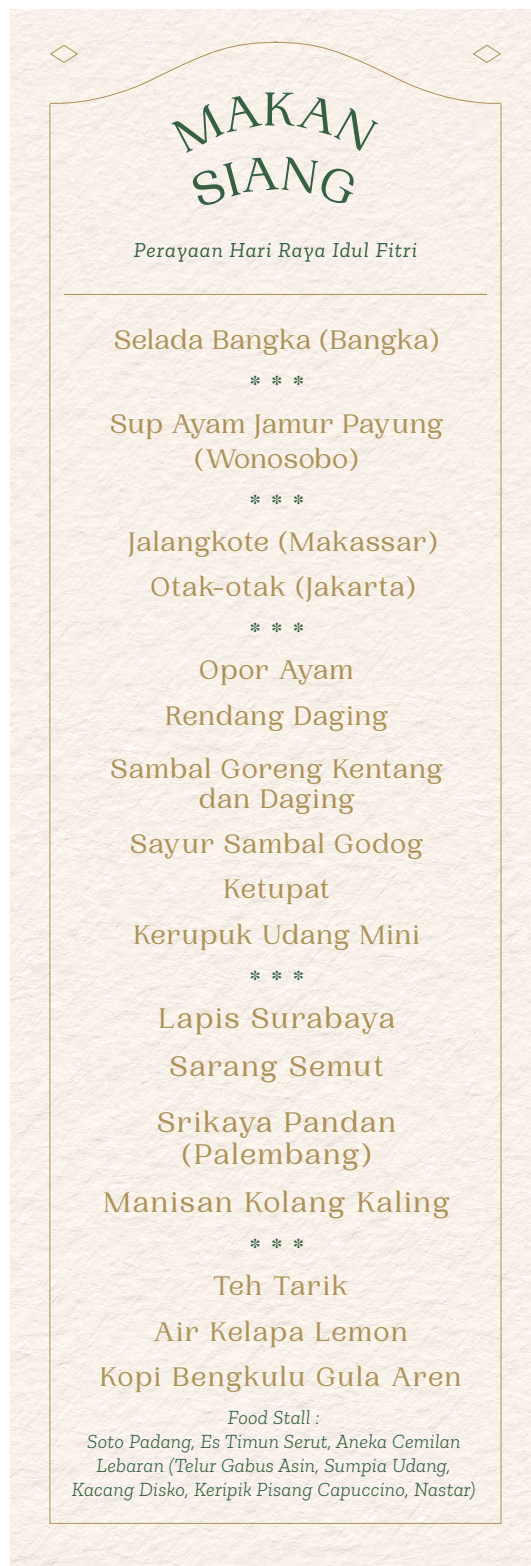 MAKAN
SIANG
Perayaan Hari Raya Idul Fitri
Selada Bangka (Bangka)
* * *
Sup Ayam Jamur Payung
(Wonosobo)
* * *
Jalangkote (Makassar)
Otak-otak (Jakarta)
* * *
Opor Ayam
Rendang Daging
Sambal Goreng Kentang
dan Daging
Sayur Sambal Godog
Ketupat
Kerupuk Udang Mini
* * *
Lapis Surabaya
Sarang Semut
Srikaya Pandan
(Palembang)
Manisan Kolang Kaling
* * *
Teh Tarik
Air Kelapa Lemon
Kopi Bengkulu Gula Aren
Food Stall :
Soto Padang, Es Timun Serut, Aneka Cemilan
Lebaran (Telur Gabus Asin, Sumpia Udang,
Kacang Disko, Keripik Pisang Capuccino, Nastar)